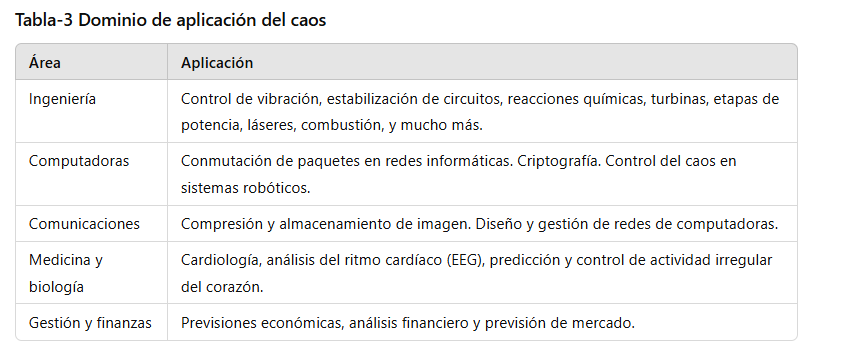 Tabla-3 Dominio de aplicación del caos
Área Aplicación
Ingeniería Control de vibración, estabilización de circuitos, reacciones químicas, turbinas, etapas de
potencia, láseres, combustión, y mucho más.
Computadoras Conmutación de paquetes en redes informáticas. Criptografía. Control del caos en
sistemas robóticos.
Comunicaciones Compresión y almacenamiento de imagen. Diseño y gestión de redes de computadoras.
Medicina y Cardiología, análisis del ritmo cardíaco (EEG), predicción y control de actividad irregular
biología del corazón.
Gestión y finanzas Previsiones económicas, análisis financiero y previsión de mercado.